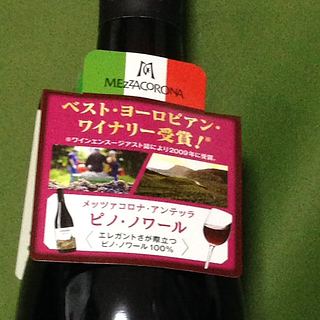 MEZZACORONA
ベスト・ヨーロピアン・
ワイナリー受賞!※
※ワインエンスージアスト誌により2009年に受賞。
メッツァコロナ・アンテッラ
ピノ・ノワール
エレガントさが際立つ
ピノ・ノワール100%